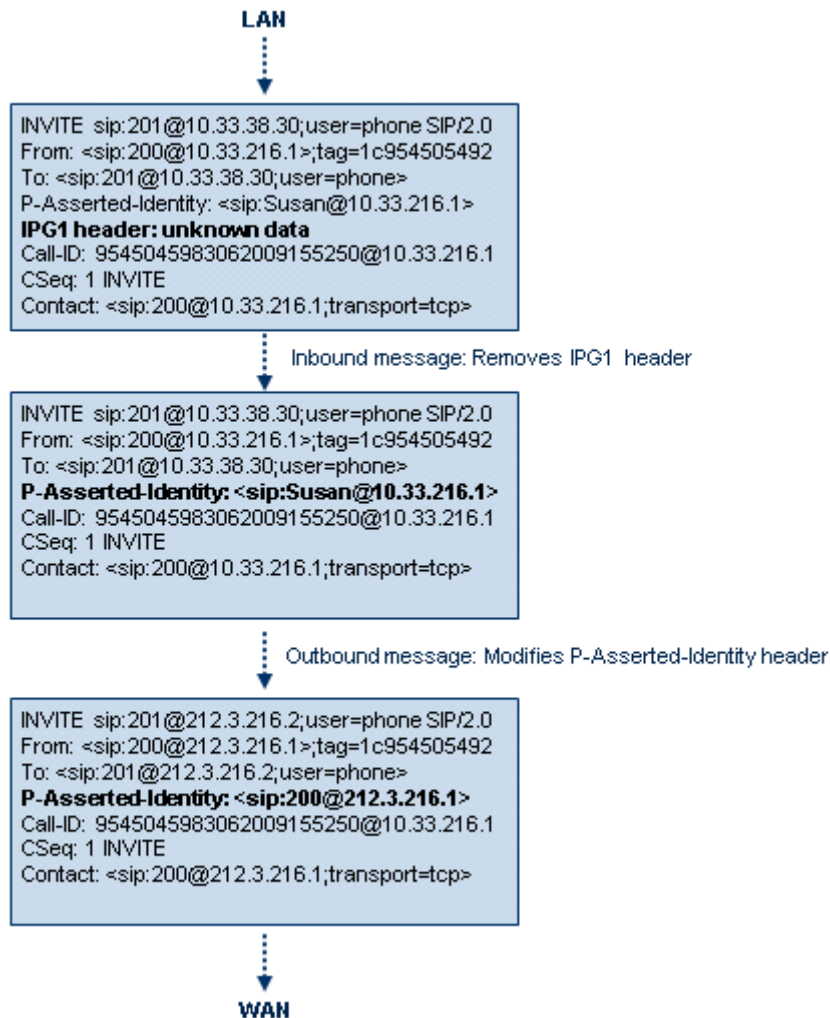 LAN
INVITE sip:201@10.33.38.30;user=phone SIP/2.0
From: <sip:200@10.33.216.1>;tag=1c954505492
To: <sip:201@10.33.38.30;user=phone>
P-Asserted-Identity: <sip:Susan@10.33.216.1>
IPG1 header: unknown data
Call-ID: 9545045983062009155250@10.33.216.1
CSeq: 1 INVITE
Contact: <sip:200@10.33.216.1;transport=tcp>
Inbound message: Removes IPG1 header
INVITE sip:201@10.33.38.30;user=phone SIP/2.0
From: <sip:200@10.33.216.1>;tag=1c954505492
To: <sip:201@10.33.38.30;user=phone>
P-Asserted-Identity: <sip:Susan@10.33.216.1>
Call-ID: 9545045983062009155250@10.33.216.1
CSeq: 1 INVITE
Contact: <sip:200@10.33.216.1;transport=tcp>
Outbound message: Modifies P-Asserted-Identity header
INVITE sip:201@212.3.216.2;user=phone SIP/2.0
From: <sip:200@212.3.216.1>;tag=1c954505492
To: <sip:201@212.3.216.2;user=phone>
P-Asserted-Identity: <sip:200@212.3.216.1>
Call-ID: 9545045983062009155250@10.33.216.1
CSeq: 1 INVITE
Contact: <sip:200@212.3.216.1;transport=tcp>
WAN